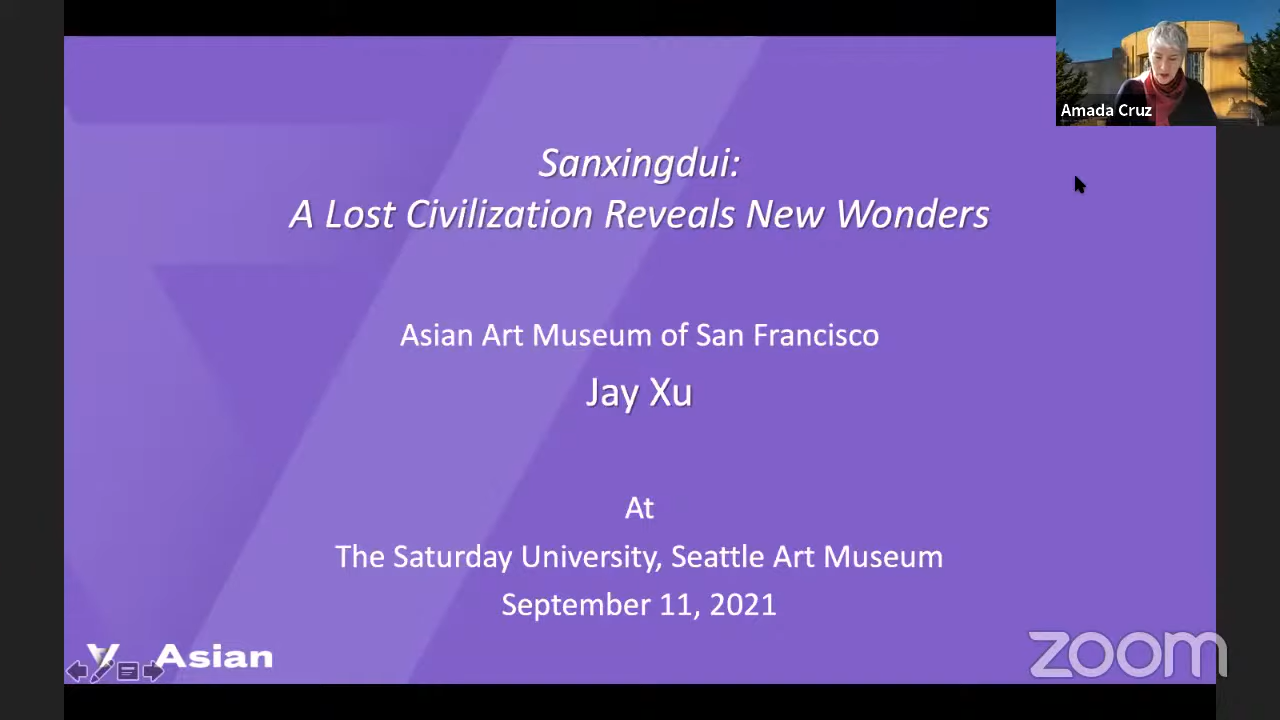 Amada Cruz
Sanxingdui:
A Lost Civilization Reveals New Wonders
Asian Art Museum of San Francisco
Jay Xu
At
The Saturday University, Seattle Art Museum
September 11, 2021
Asian
zoom